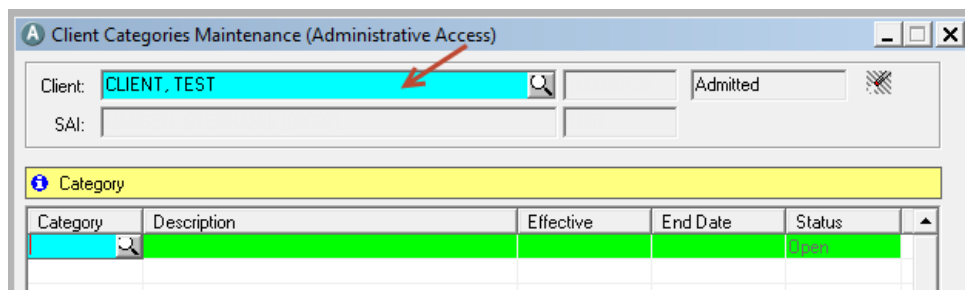 A Client Categories Maintenance (Administrative Access)
Client: CLIENT, TEST Admitted
SAI:
i Category
Category Description Effective End Date Status
Open